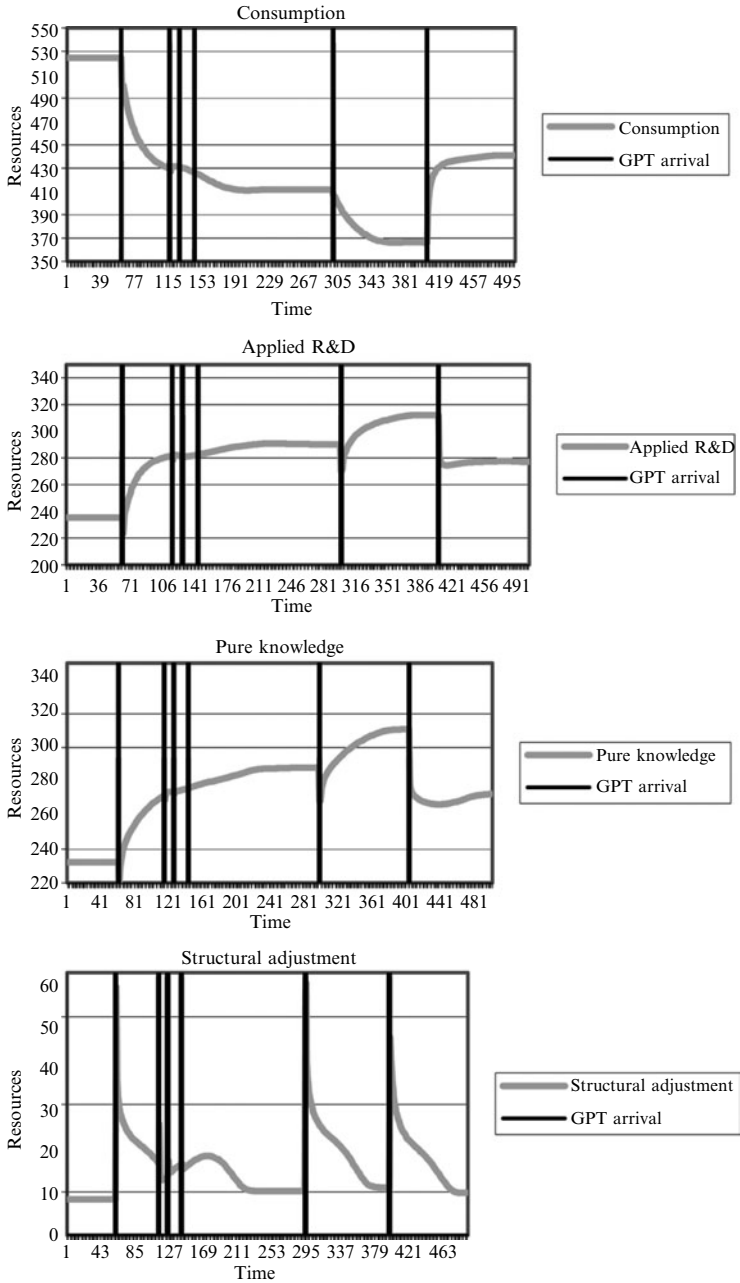 Consumption
550
530
510
490
470
450
430
410
390
370
350
Resources
1 39 77 115 153 191 229 267 305 343 381 419 457 495
Time
Consumption
GPT arrival
Applied R&D
340
320
300
280
260
240
220
200
Resources
1 36 71 106 141 176 211 246 281 316 351 386 421 456 491
Time
Applied R&D
GPT arrival
Pure knowledge
340
320
300
280
260
240
220
Resources
1 41 81 121 161 201 241 281 321 361 401 441 481
Time
Pure knowledge
GPT arrival
Structural adjustment
60
50
40
30
20
10
0
Resources
1 43 85 127 169 211 253 295 337 379 421 463
Time
Structural adjustment
GPT arrival